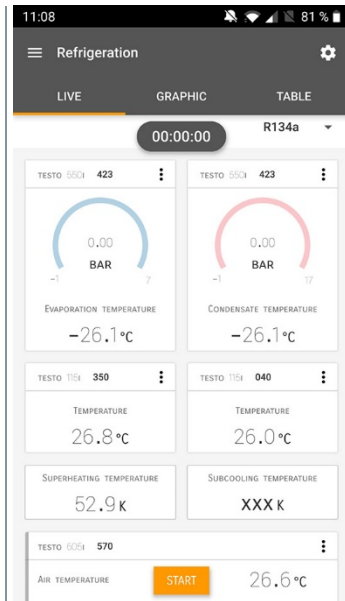 11:08 81 %
Refrigeration
LIVE GRAPHIC TABLE
00:00:00 R134a
TESTO 550i 423 TESTO 550i 423
0.00 0.00
BAR BAR
-1 7 -1 17
EVAPORATION TEMPERATURE CONDENSATE TEMPERATURE
-26.1°C -26.1°C
TESTO 115i 350 TESTO 115i 040
TEMPERATURE TEMPERATURE
26.8°C 26.0°C
SUPERHEATING TEMPERATURE SUBCOOLING TEMPERATURE
52.9 K XXX K
TESTO 605i 570
AIR TEMPERATURE START 26.6°C